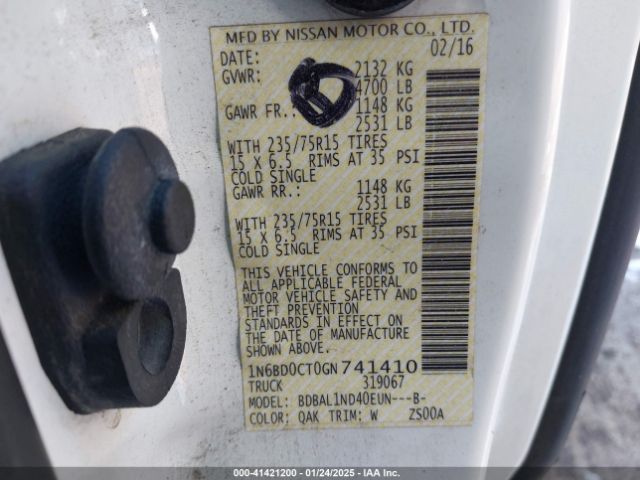 MFD BY NISSAN MOTOR CO., LTD.
DATE: 02/16
GVWR: 2132 KG
4700 LB
GAWR FR.: 1148 KG
2531 LB
WITH 235/75R15 TIRES
15 X 6.5 RIMS AT 35 PSI
COLD SINGLE
GAWR RR.: 1148 KG
2531 LB
WITH 235/75R15 TIRES
15 X 6.5 RIMS AT 35 PSI
COLD SINGLE
THIS VEHICLE CONFORMS TO
ALL APPLICABLE FEDERAL
MOTOR VEHICLE SAFETY AND
THEFT PREVENTION
STANDARDS IN EFFECT ON
THE DATE OF MANUFACTURE
SHOWN ABOVE.
1N6BD0CT0GN741410
TRUCK 319067
MODEL: BDBAL1ND40EUN---B-
COLOR: QAK TRIM: W ZS00A
000-41421200 - 01/24/2025 - IAA Inc.